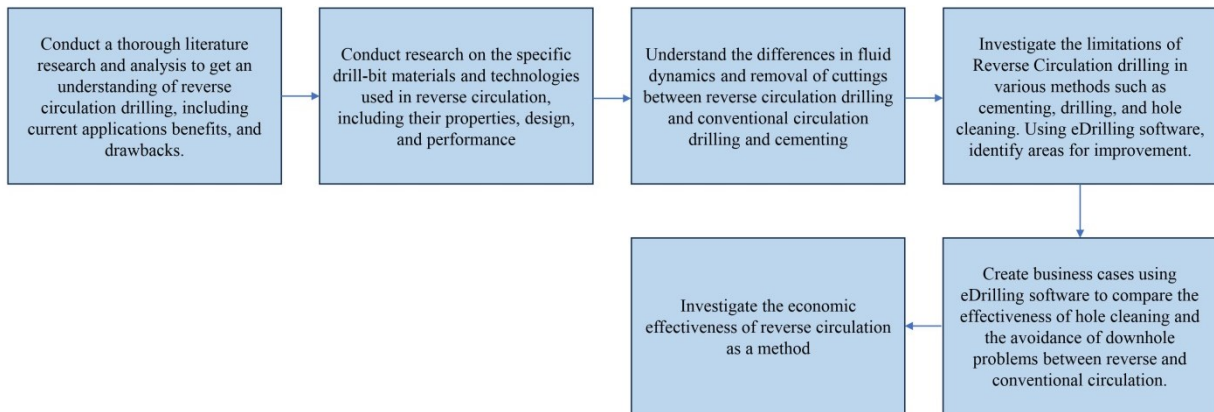 Conduct a thorough literature
research and analysis to get an
understanding of reverse
circulation drilling, including
current applications benefits, and
drawbacks.
Conduct research on the specific
drill-bit materials and technologies
used in reverse circulation,
including their properties, design,
and performance
Understand the differences in fluid
dynamics and removal of cuttings
between reverse circulation drilling
and conventional circulation
drilling and cementing
Investigate the limitations of
Reverse Circulation drilling in
various methods such as
cementing, drilling, and hole
cleaning. Using eDrilling software,
identify areas for improvement.
Create business cases using
eDrilling software to compare the
effectiveness of hole cleaning and
the avoidance of downhole
problems between reverse and
conventional circulation.
Investigate the economic
effectiveness of reverse circulation
as a method